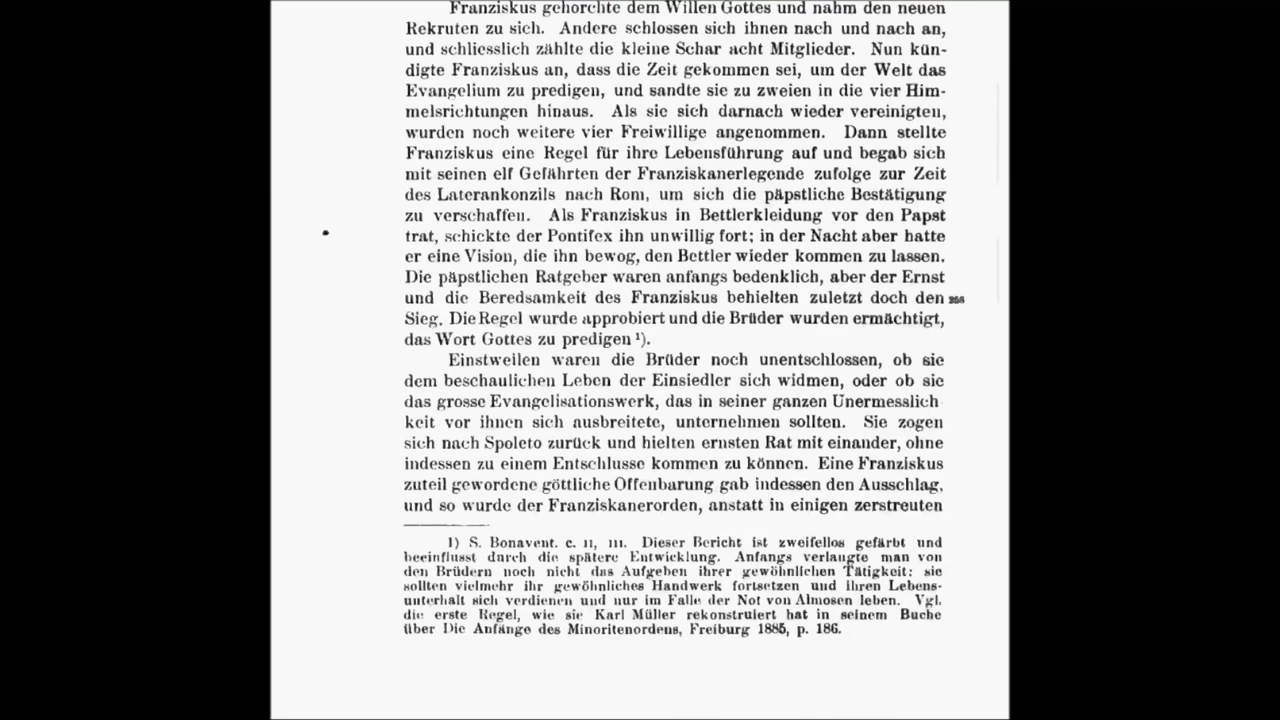 Franziskus gehorchte dem Willen Gottes und nahm den neuen
Rekruten zu sich. Andere schlossen sich ihnen nach und nach an,
und schliesslich zählte die kleine Schar acht Mitglieder. Nun kün-
digte Franziskus an, dass die Zeit gekommen sei, um der Welt das
Evangelium zu predigen, und sandte sie zu zweien in die vier Him-
melsrichtungen hinaus. Als sie sich darnach wieder vereinigten,
wurden noch weitere vier Freiwillige angenommen. Dann stellte
Franziskus eine Regel für ihre Lebensführung auf und begab sich
mit seinen elf Gefährten der Franziskanerlegende zufolge zur Zeit
des Laterankonzils nach Rom, um sich die päpstliche Bestätigung
zu verschaffen. Als Franziskus in Bettlerkleidung vor den Papst
trat, schickte der Pontifex ihn unwillig fort; in der Nacht aber hatte
er eine Vision, die ihn bewog, den Bettler wieder kommen zu lassen.
Die päpstlichen Ratgeber waren anfangs bedenklich, aber der Ernst
und die Beredsamkeit des Franziskus behielten zuletzt doch den
Sieg. Die Regel wurde approbiert und die Brüder wurden ermächtigt,
das Wort Gottes zu predigen ¹).
Einstweilen waren die Brüder noch unentschlossen, ob sie
dem beschaulichen Leben der Einsiedler sich widmen, oder ob sie
das grosse Evangelisationswerk, das in seiner ganzen Unermesslich
keit vor ihnen sich ausbreitete, unternehmen sollten. Sie zogen
sich nach Spoleto zurück und hielten ernsten Rat mit einander, ohne
indessen zu einem Entschlusse kommen zu können. Eine Franziskus
zuteil gewordene göttliche Offenbarung gab indessen den Ausschlag,
und so wurde der Franziskanerorden, anstatt in einigen zerstreuten
1) S. Bonavent. c. II, III. Dieser Bericht ist zweifellos gefärbt und
beeinflusst durch die spätere Entwicklung. Anfangs verlangte man von
den Brüdern noch nicht das Aufgeben ihrer gewöhnlichen Tätigkeit: sie
sollten vielmehr ihr gewöhnliches Handwerk fortsetzen und ihren Lebens-
unterhalt sich verdienen und nur im Falle der Not von Almosen leben. Vgl.
die erste Regel, wie sie Karl Müller rekonstruiert hat in seinem Buche
über Die Anfänge des Minoritenordens, Freiburg 1885, p. 186.